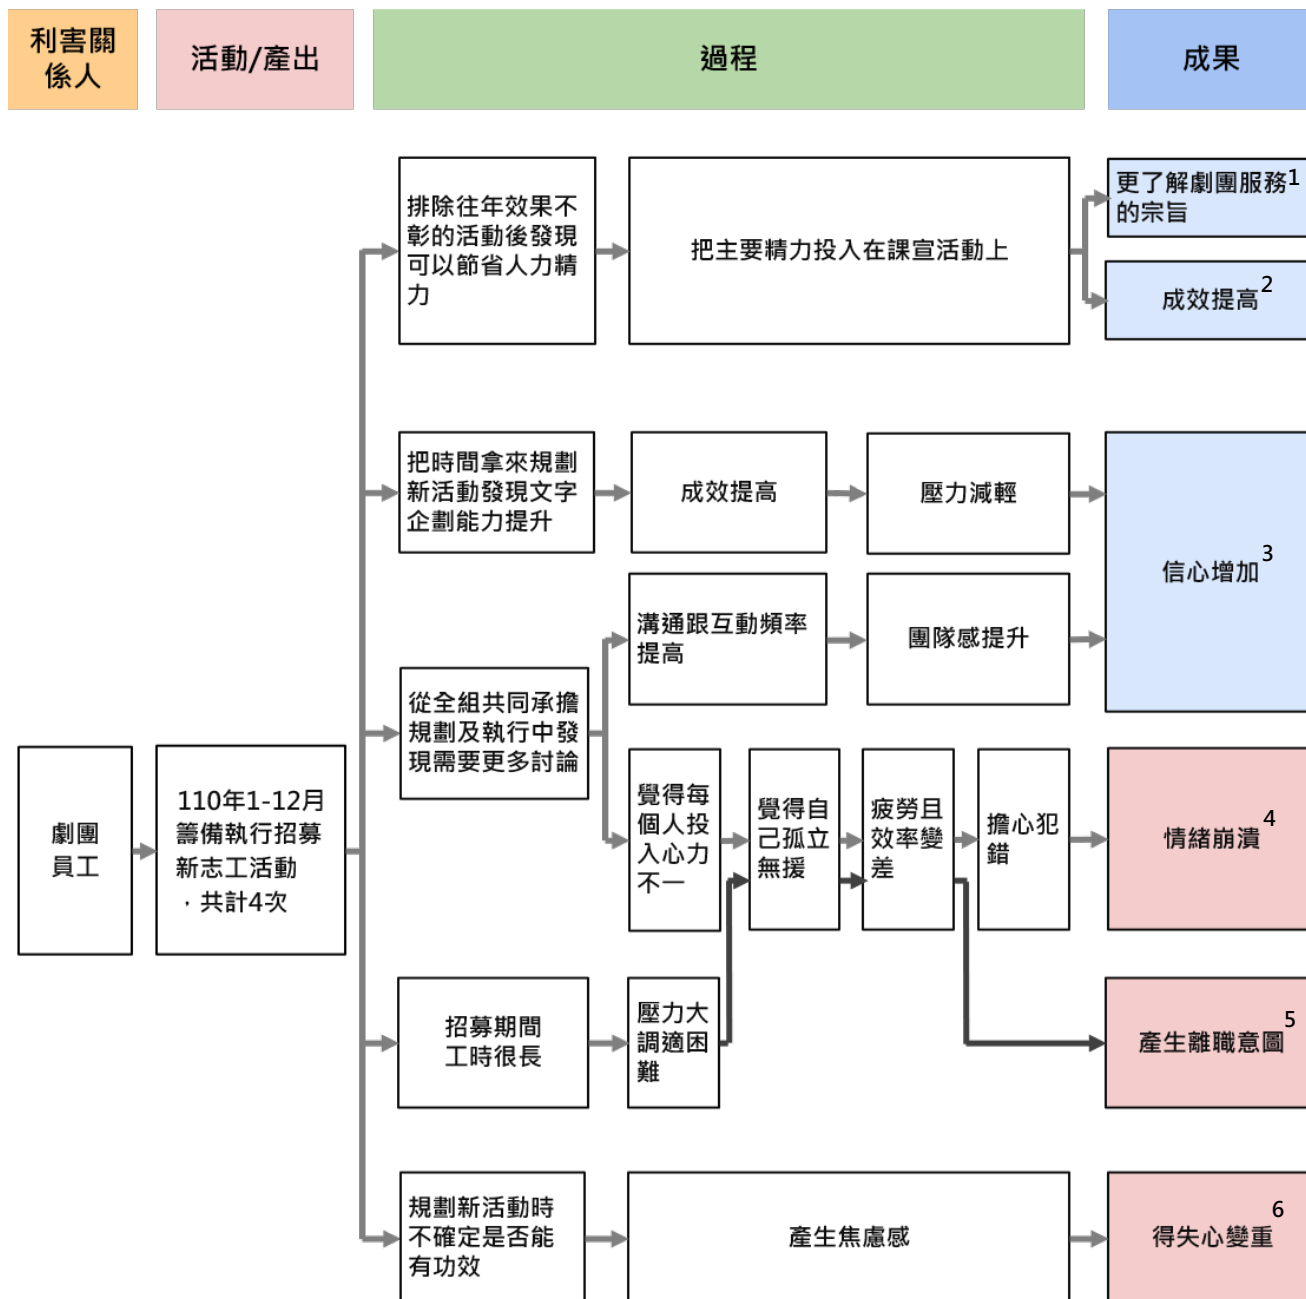 利害關
係人
活動/產出
過程
成果
排除往年效果不
彰的活動後發現
可以節省人力精
力
把主要精力投入在課宣活動上
更了解劇團服務1
的宗旨
成效提高2
把時間拿來規劃
新活動發現文字
企劃能力提升
成效提高
壓力減輕
信心增加3
溝通跟互動頻率
提高
團隊感提升
從全組共同承擔
規劃及執行中發
現需要更多討論
劇團
員工
110年1-12月
籌備執行招募
新志工活動
．共計4次
覺得每
個人投
入心力
不一
覺得自
己孤立
無援
疲勞且
效率變
差
擔心犯
錯
情緒崩潰4
招募期間
工時很長
壓力大
調適困
難
產生離職意圖5
規劃新活動時
不確定是否能
有功效
產生焦慮感
得失心變重6